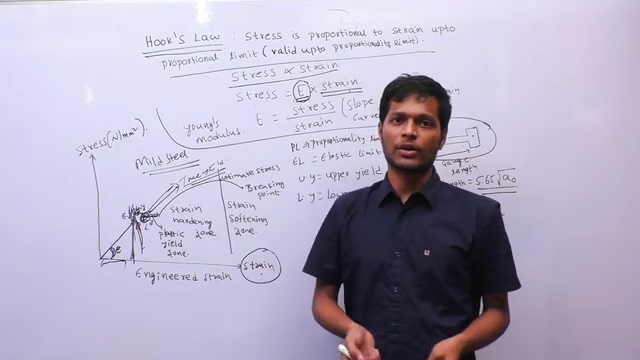 Hook's Law : Stress is proportional to strain upto
proportional limit (valid upto proportionality limit).
Stress ∝ strain.
Stress = E × strain
E = stress (slope
strain curve
young's
modulus.
Stress (N/mm²).
Mild steel
True yield
ultimate stress
Breaking
point
strain
hardening
zone
plastic
yield
zone.
Strain
Softening
zone.
Engineered strain
strain
PL ⇒ proportionality li
EL = Elastic limit
U.y = upper yield
L.y = Low
Gauge
length
= 5.65√a₀